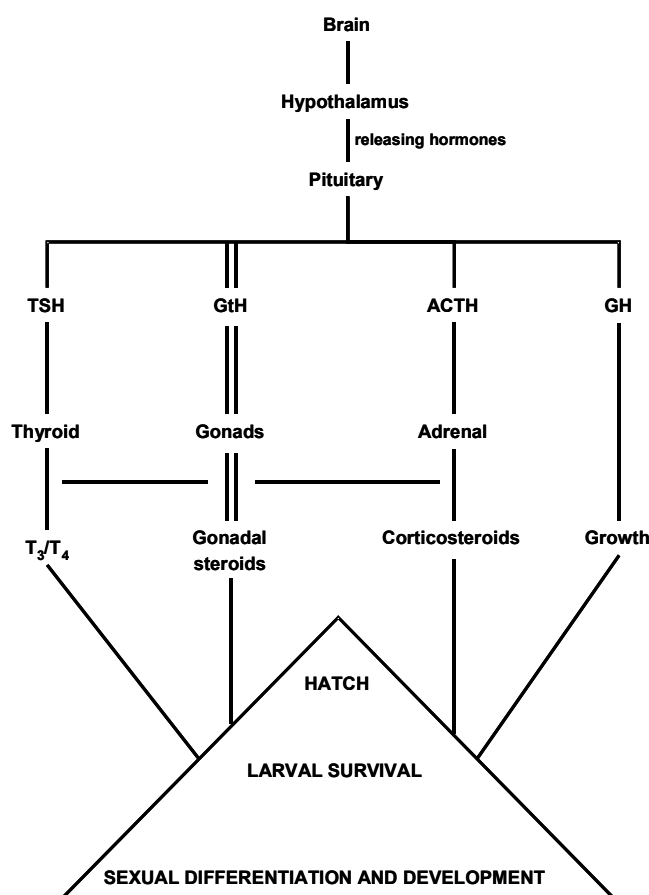 Brain
Hypothalamus
releasing hormones
Pituitary
TSH GtH ACTH GH
Thyroid Gonads Adrenal
T₃/T₄ Gonadal steroids Corticosteroids Growth
HATCH
LARVAL SURVIVAL
SEXUAL DIFFERENTIATION AND DEVELOPMENT